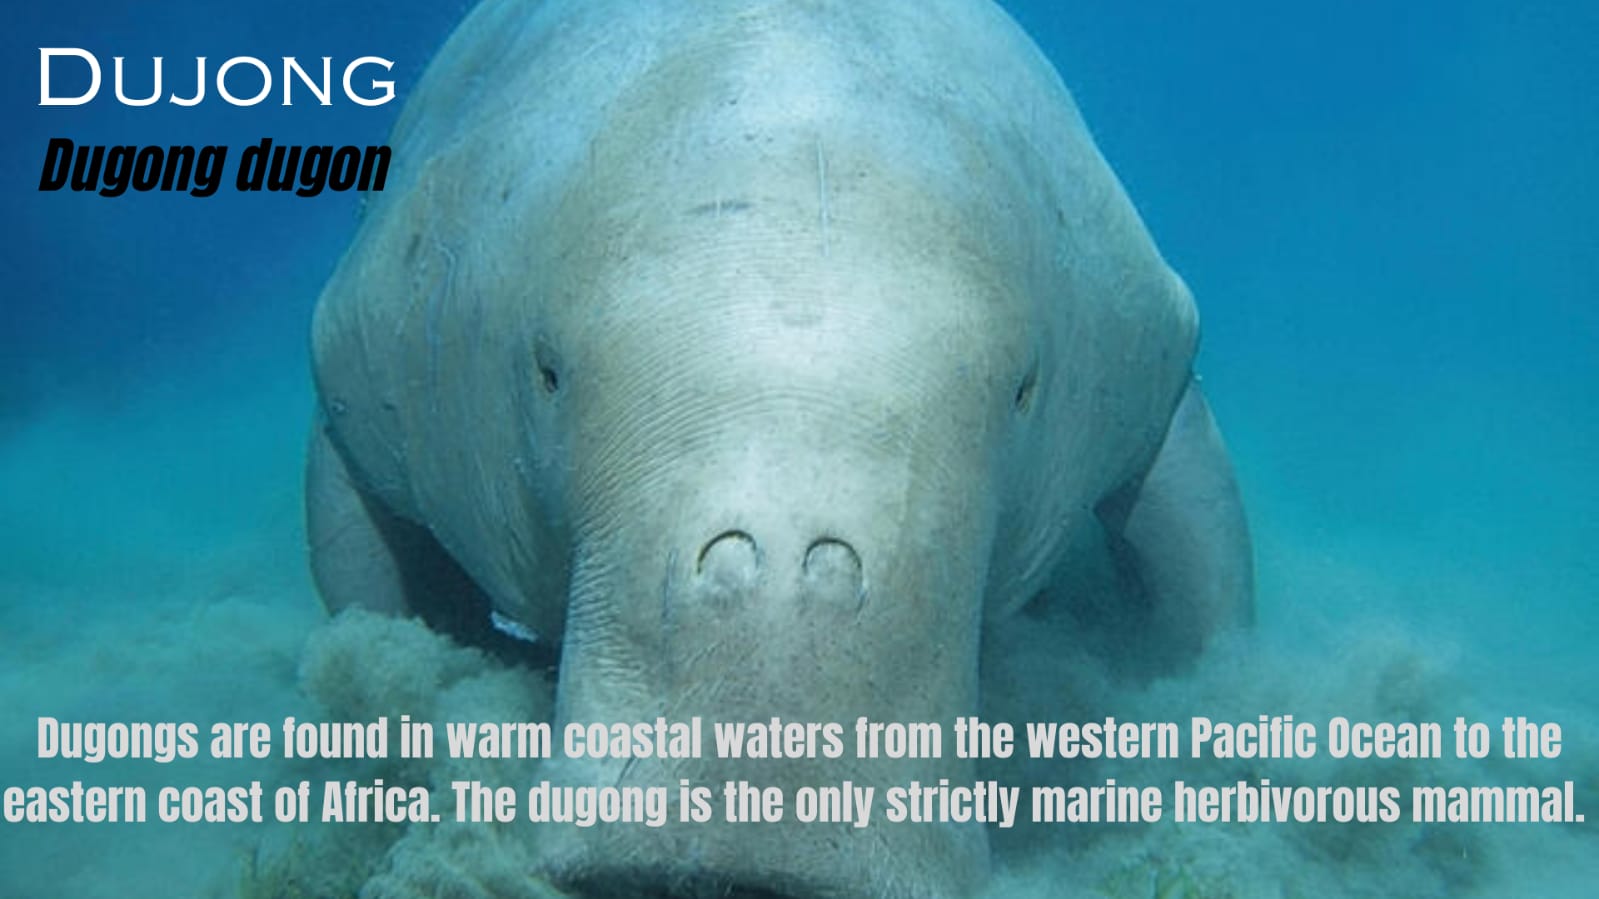 Dujong
Dugong dugon
Dugongs are found in warm coastal waters from the western Pacific Ocean to the
eastern coast of Africa. The dugong is the only strictly marine herbivorous mammal.